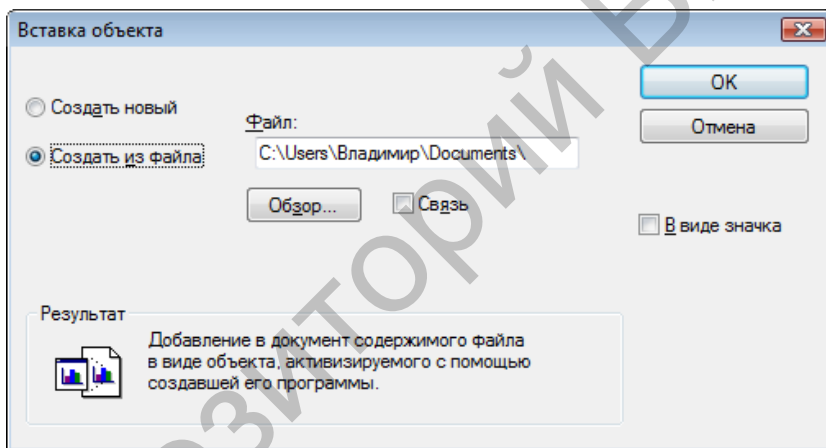 Вставка объекта
Создать новый
Создать из файла
Файл:
C:\Users\Владимир\Documents\
Обзор...
Связь
OK
Отмена
В виде значка
Результат
Добавление в документ содержимого файла
в виде объекта, активизируемого с помощью
создавшей его программы.